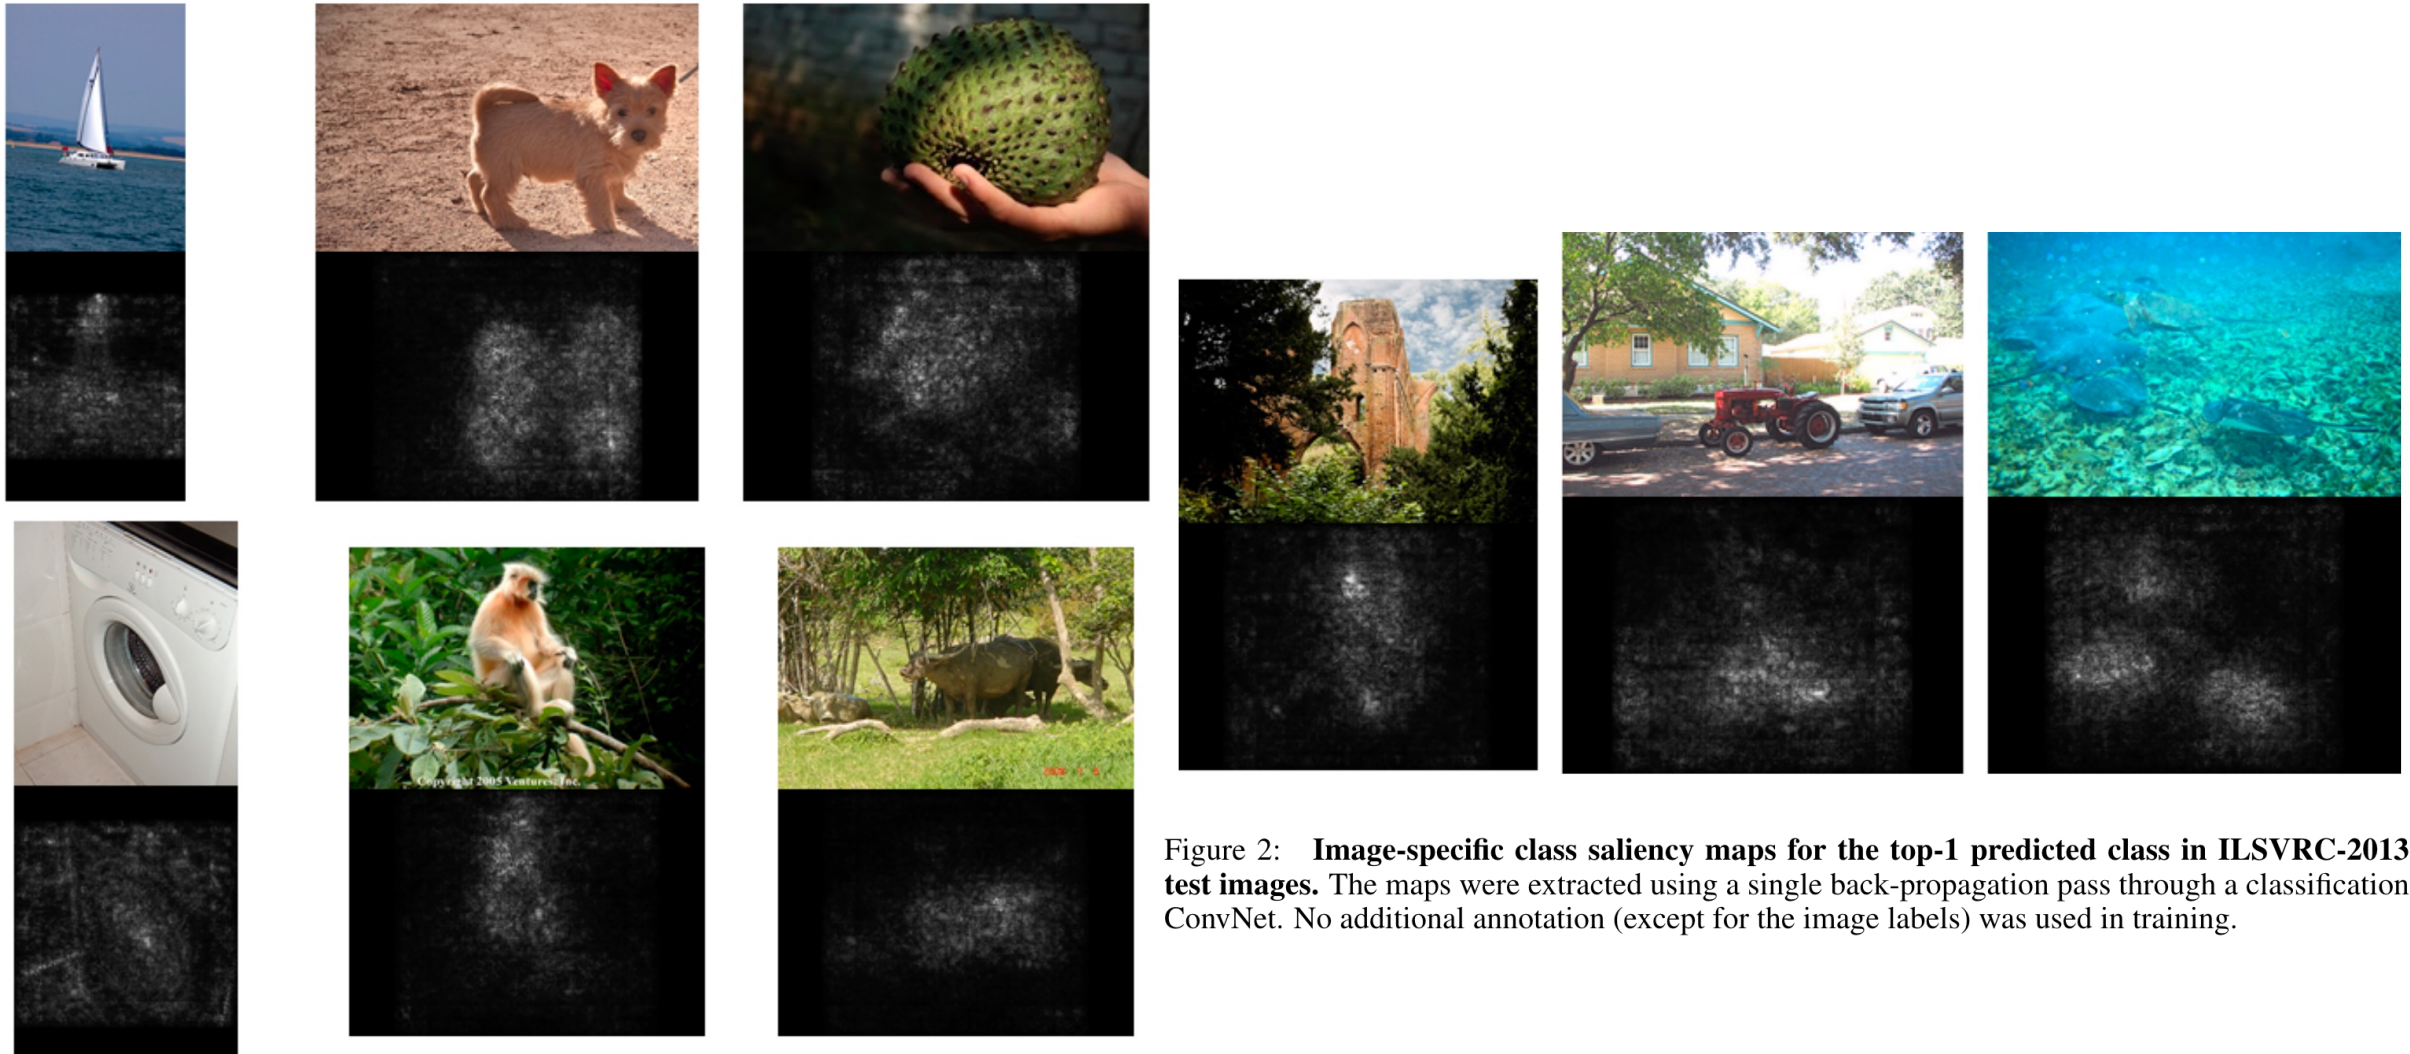 Copyright 2005 Ventures, Inc.
Figure 2: Image-specific class saliency maps for the top-1 predicted class in ILSVRC-2013
test images. The maps were extracted using a single back-propagation pass through a classification
ConvNet. No additional annotation (except for the image labels) was used in training.